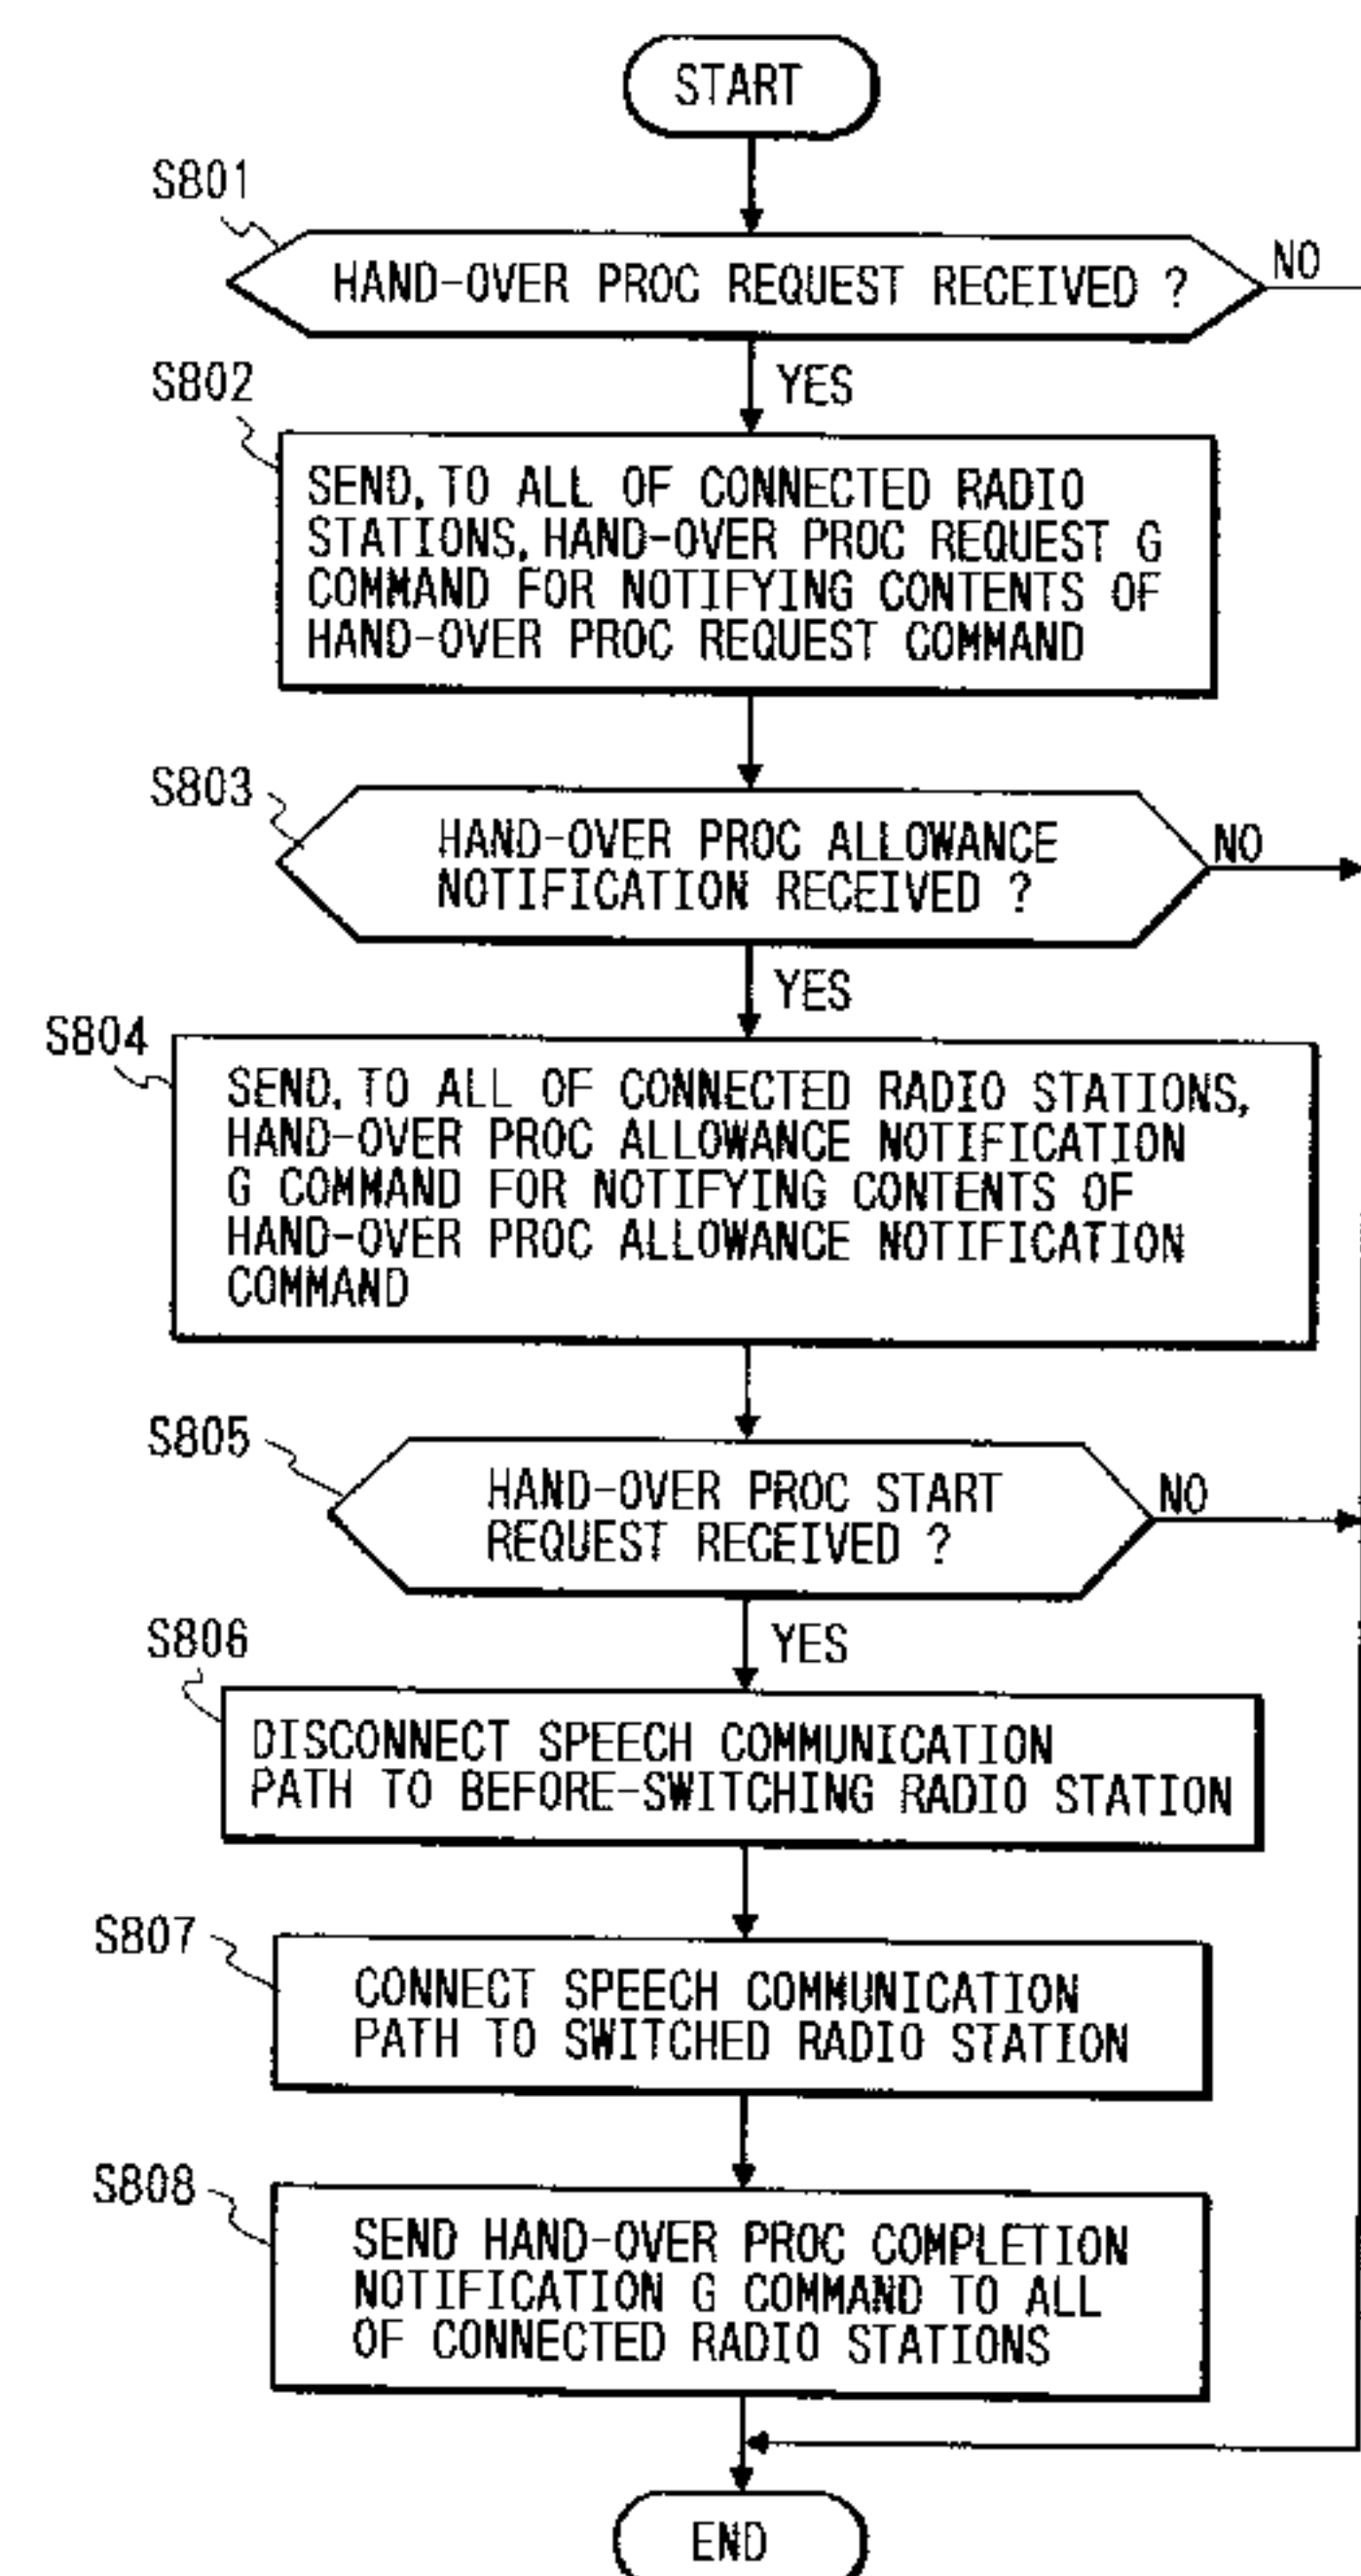 START
S801
HAND-OVER PROC REQUEST RECEIVED ?
NO
YES
S802
SEND, TO ALL OF CONNECTED RADIO
STATIONS, HAND-OVER PROC REQUEST G
COMMAND FOR NOTIFYING CONTENTS OF
HAND-OVER PROC REQUEST COMMAND
S803
HAND-OVER PROC ALLOWANCE
NOTIFICATION RECEIVED ?
NO
YES
S804
SEND, TO ALL OF CONNECTED RADIO STATIONS,
HAND-OVER PROC ALLOWANCE NOTIFICATION
G COMMAND FOR NOTIFYING CONTENTS OF
HAND-OVER PROC ALLOWANCE NOTIFICATION
COMMAND
S805
HAND-OVER PROC START
REQUEST RECEIVED ?
NO
YES
S806
DISCONNECT SPEECH COMMUNICATION
PATH TO BEFORE-SWITCHING RADIO STATION
S807
CONNECT SPEECH COMMUNICATION
PATH TO SWITCHED RADIO STATION
S808
SEND HAND-OVER PROC COMPLETION
NOTIFICATION G COMMAND TO ALL
OF CONNECTED RADIO STATIONS
END